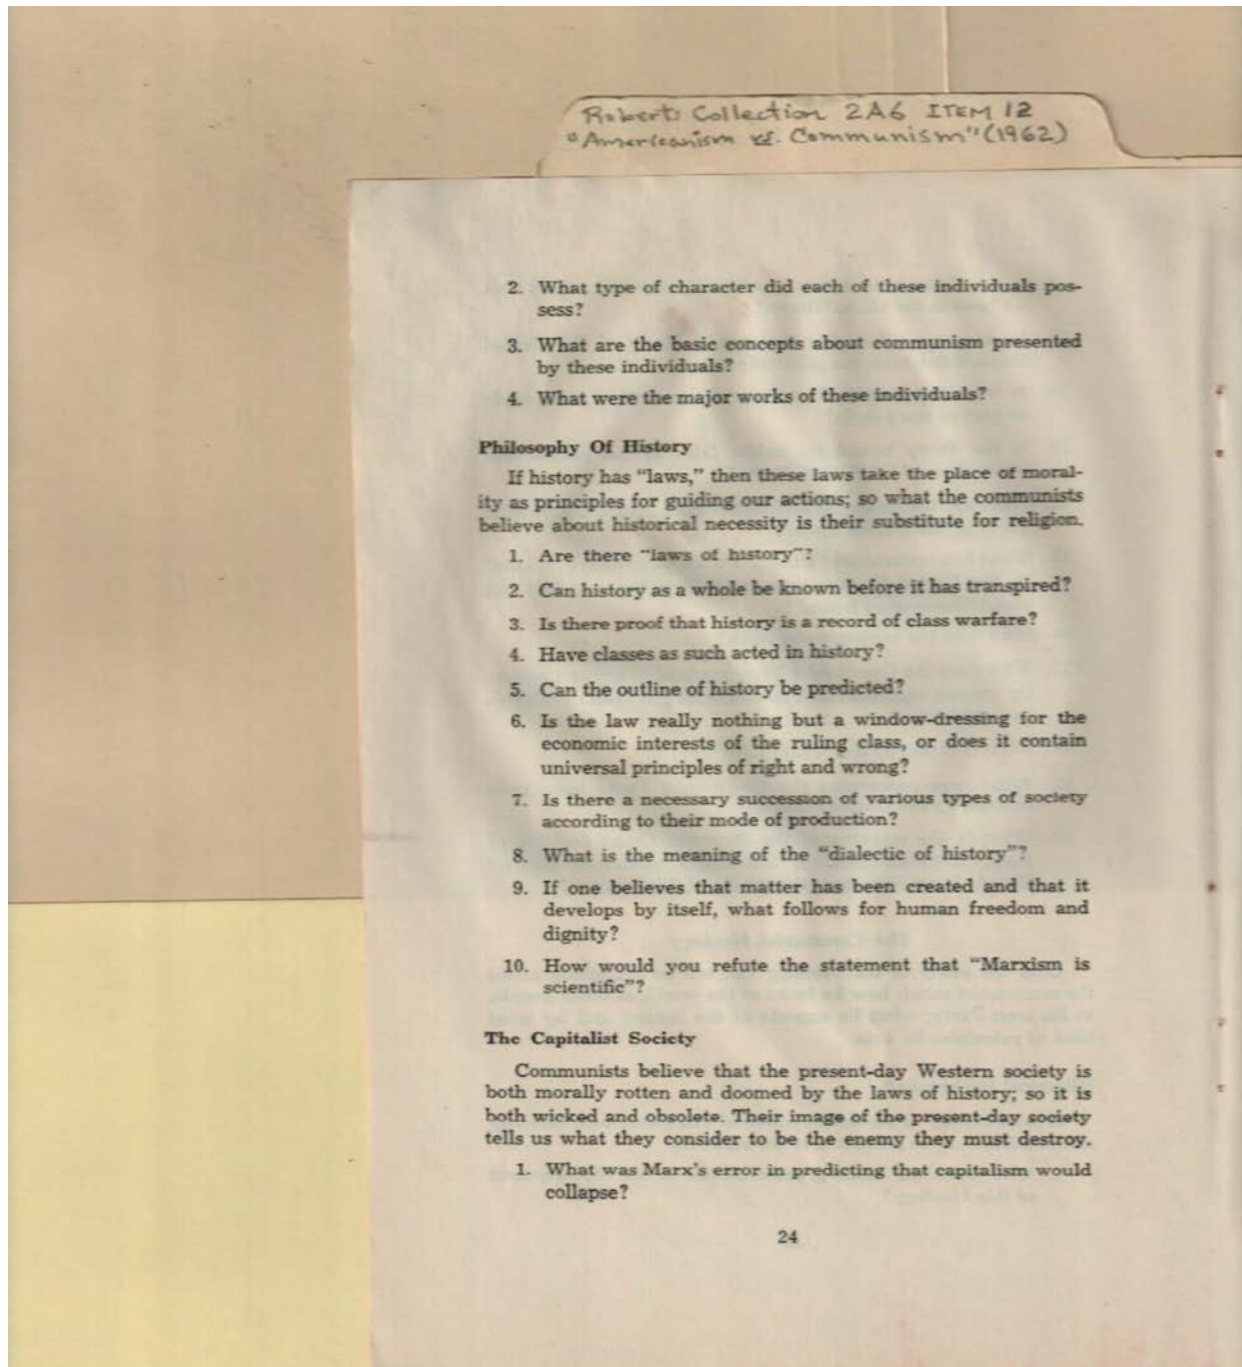 Roberts Collection 2A6 ITEM 12
"Americanism vs. Communism" (1962)
2. What type of character did each of these individuals pos-
sess?
3. What are the basic concepts about communism presented
by these individuals?
4. What were the major works of these individuals?
Philosophy Of History
If history has "laws," then these laws take the place of moral-
ity as principles for guiding our actions; so what the communists
believe about historical necessity is their substitute for religion.
1. Are there "laws of history"?
2. Can history as a whole be known before it has transpired?
3. Is there proof that history is a record of class warfare?
4. Have classes as such acted in history?
5. Can the outline of history be predicted?
6. Is the law really nothing but a window-dressing for the
economic interests of the ruling class, or does it contain
universal principles of right and wrong?
7. Is there a necessary succession of various types of society
according to their mode of production?
8. What is the meaning of the "dialectic of history"?
9. If one believes that matter has been created and that it
develops by itself, what follows for human freedom and
dignity?
10. How would you refute the statement that "Marxism is
scientific"?
The Capitalist Society
Communists believe that the present-day Western society is
both morally rotten and doomed by the laws of history; so it is
both wicked and obsolete. Their image of the present-day society
tells us what they consider to be the enemy they must destroy.
1. What was Marx's error in predicting that capitalism would
collapse?
24